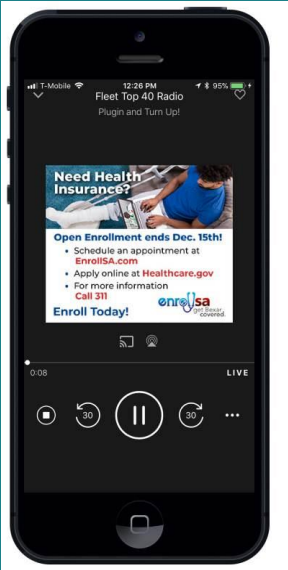 T-Mobile 12:26 PM 95%
Fleet Top 40 Radio
Plugin and Turn Up!
Need Health
Insurance?
Open Enrollment ends Dec. 15th!
• Schedule an appointment at
EnrollSA.com
• Apply online at Healthcare.gov
• For more information
Call 311
Enroll Today!
enrollsa
get Bexar
covered.
0:08 LIVE
30 30